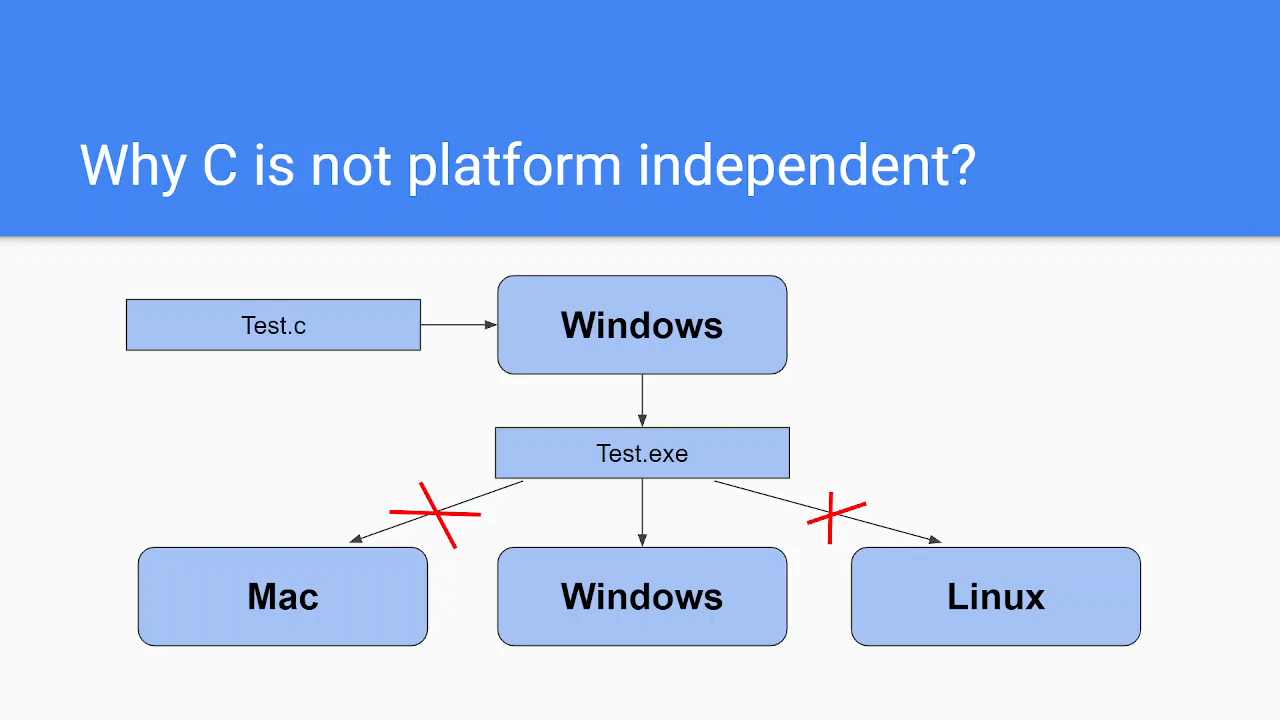 Why C is not platform independent?
Test.c
Windows
Test.exe
Mac
Windows
Linux